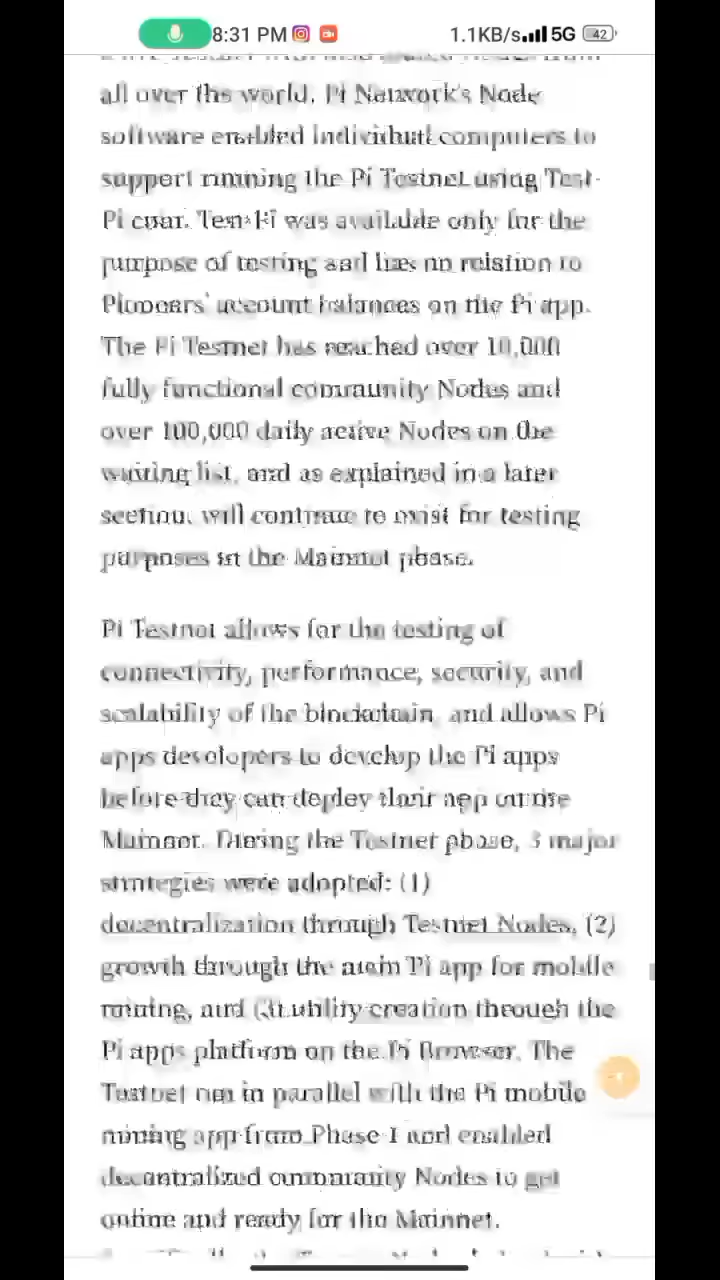 8:31 PM 1.1KB/s 5G 42
all over the world. Pi Network's Node
software enabled individual computers to
support running the Pi Testnet using Test-
Pi coin. Test-Pi was available only for the
purpose of testing and has no relation to
Pioneers' account balances on the Pi app.
The Pi Testnet has reached over 10,000
fully functional community Nodes and
over 100,000 daily active Nodes on the
waiting list, and as explained in a later
section, will continue to exist for testing
purposes in the Mainnet phase.
Pi Testnet allows for the testing of
connectivity, performance, security, and
scalability of the blockchain, and allows Pi
apps developers to develop the Pi apps
before they can deploy their app on the
Mainnet. During the Testnet phase, 3 major
strategies were adopted: (1)
decentralization through Testnet Nodes, (2)
growth through the main Pi app for mobile
mining, and (3) utility creation through the
Pi apps platform on the Pi Browser. The
Testnet ran in parallel with the Pi mobile
mining app from Phase 1 and enabled
decentralized community Nodes to get
online and ready for the Mainnet.